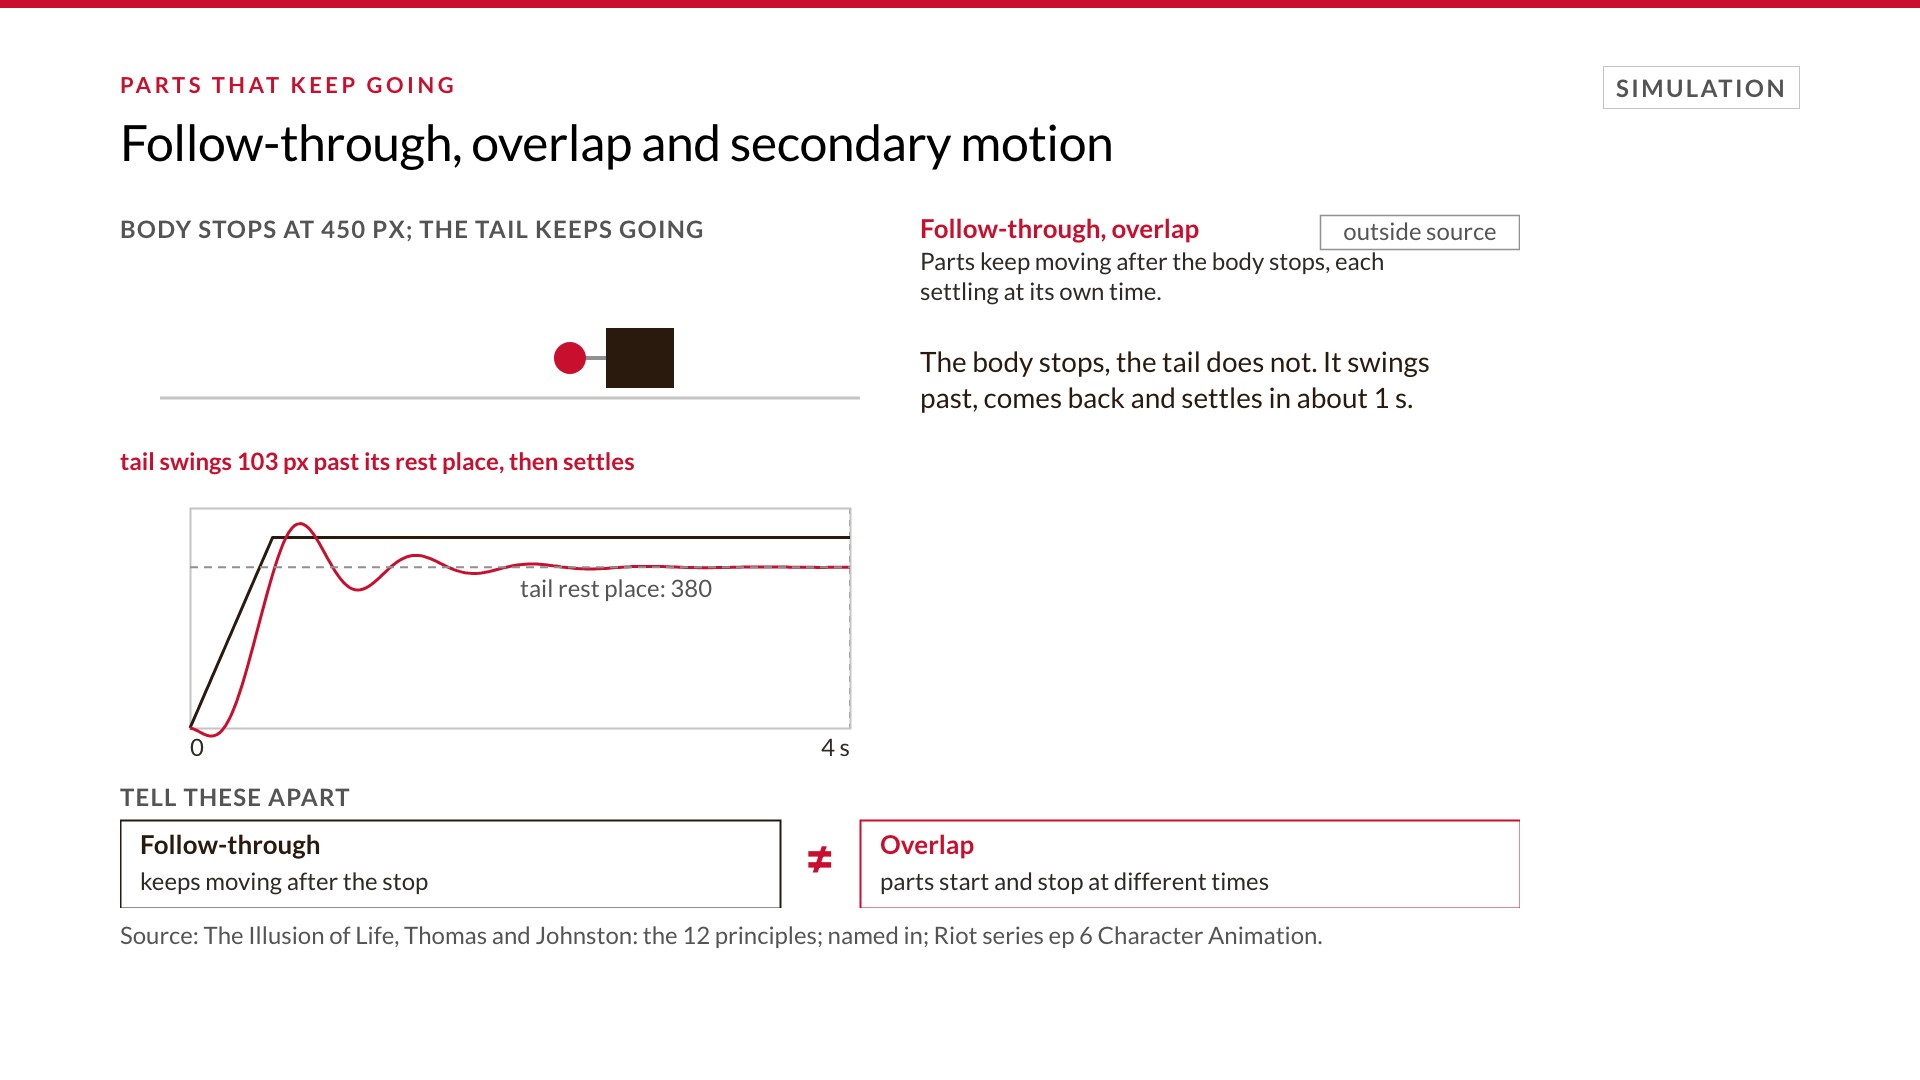 PARTS THAT KEEP GOING
SIMULATION
Follow-through, overlap and secondary motion
BODY STOPS AT 450 PX; THE TAIL KEEPS GOING
Follow-through, overlap
outside source
Parts keep moving after the body stops, each
settling at its own time.
The body stops, the tail does not. It swings
past, comes back and settles in about 1 s.
tail swings 103 px past its rest place, then settles
tail rest place: 380
0
4 s
TELL THESE APART
Follow-through
keeps moving after the stop
≠
Overlap
parts start and stop at different times
Source: The Illusion of Life, Thomas and Johnston: the 12 principles; named in; Riot series ep 6 Character Animation.